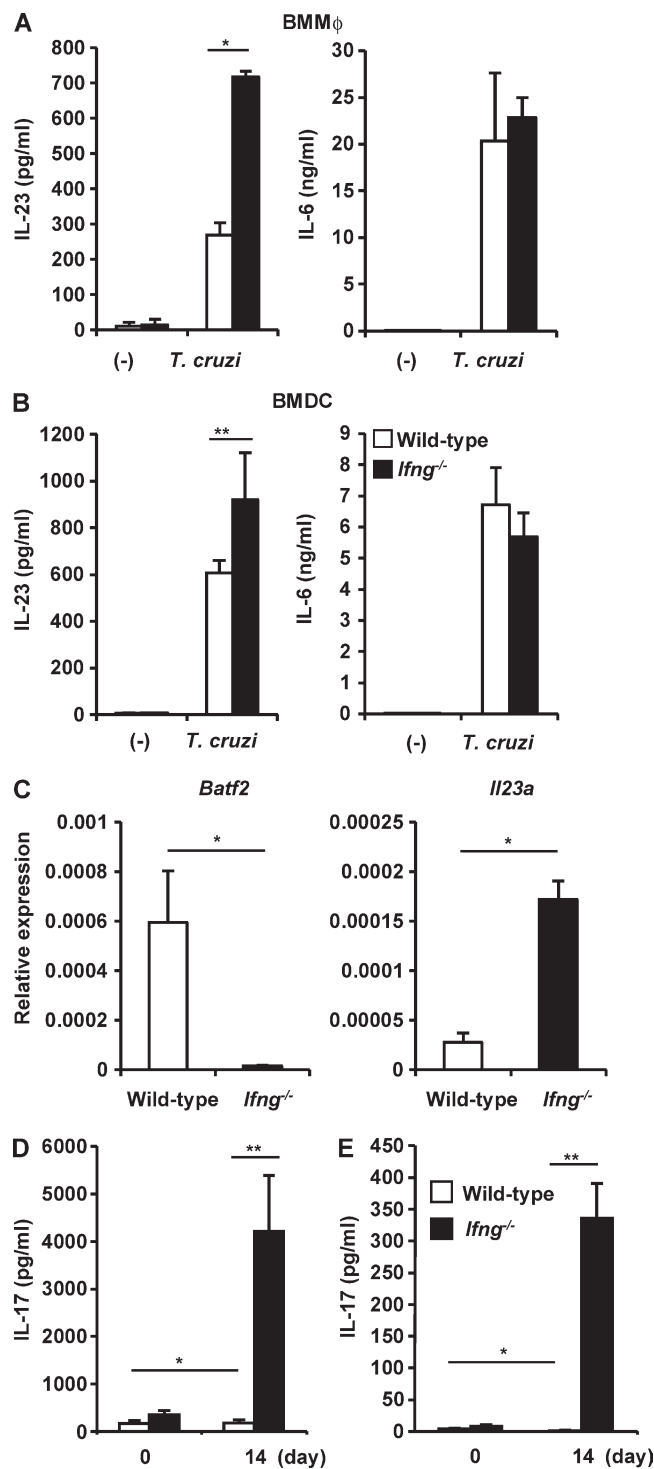 A
BMMϕ
*
800
700
600
500
400
300
200
100
0
IL-23 (pg/ml)
(-)
T. cruzi
30
25
20
15
10
5
0
IL-6 (ng/ml)
(-)
T. cruzi
B
BMDC
**
1200
1000
800
600
400
200
0
IL-23 (pg/ml)
(-)
T. cruzi
9
8
7
6
5
4
3
2
1
0
IL-6 (ng/ml)
Wild-type
Ifng-/-
(-)
T. cruzi
C
Batf2
*
0.001
0.0008
0.0006
0.0004
0.0002
0
Relative expression
Wild-type
Ifng-/-
Il23a
*
0.00025
0.0002
0.00015
0.0001
0.00005
0
Wild-type
Ifng-/-
D
**
*
6000
5000
4000
3000
2000
1000
0
IL-17 (pg/ml)
0
14 (day)
E
**
*
450
400
350
300
250
200
150
100
50
0
IL-17 (pg/ml)
Wild-type
Ifng-/-
0
14 (day)